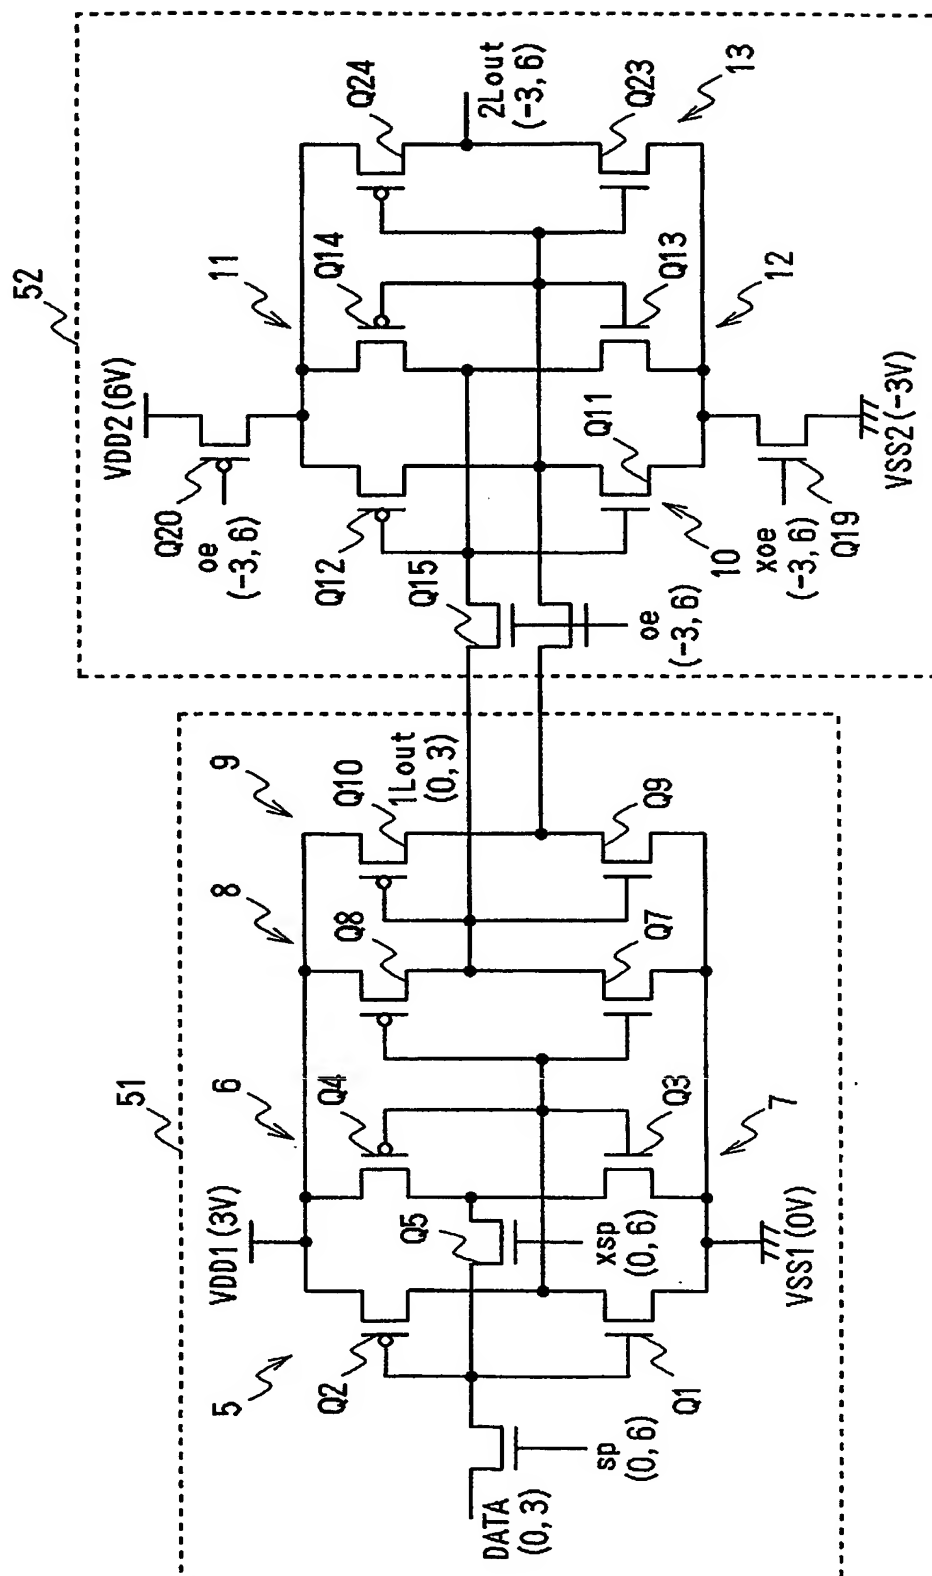 51
5
6
7
8
9
VDD1 (3V)
Q2
Q4
Q8
Q10
1Lout
(0, 3)
Q5
xsp
(0, 6)
DATA
(0, 3)
sp
(0, 6)
Q1
Q3
Q7
Q9
VSS1 (0V)
52
VDD2 (6V)
11
Q20
oe
(-3, 6)
Q12
Q14
Q24
Q15
2Lout
(-3, 6)
oe
(-3, 6)
10
Q11
Q13
Q23
12
13
xoe
(-3, 6)
Q19
VSS2 (-3V)